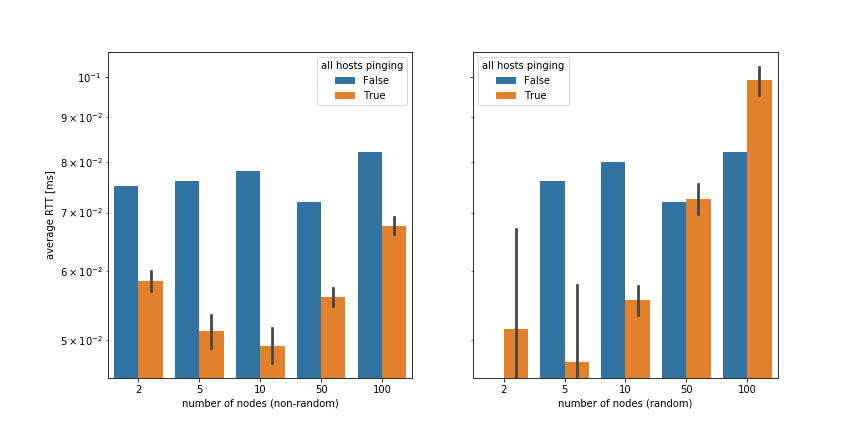 all hosts pinging
False
True
10⁻¹
9 × 10⁻²
8 × 10⁻²
7 × 10⁻²
6 × 10⁻²
5 × 10⁻²
average RTT [ms]
2 5 10 50 100
number of nodes (non-random)
all hosts pinging
False
True
2 5 10 50 100
number of nodes (random)